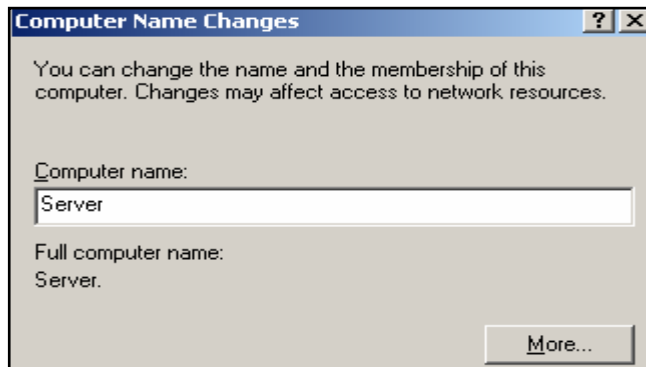 Computer Name Changes
You can change the name and the membership of this
computer. Changes may affect access to network resources.
Computer name:
Server
Full computer name:
Server.
More...